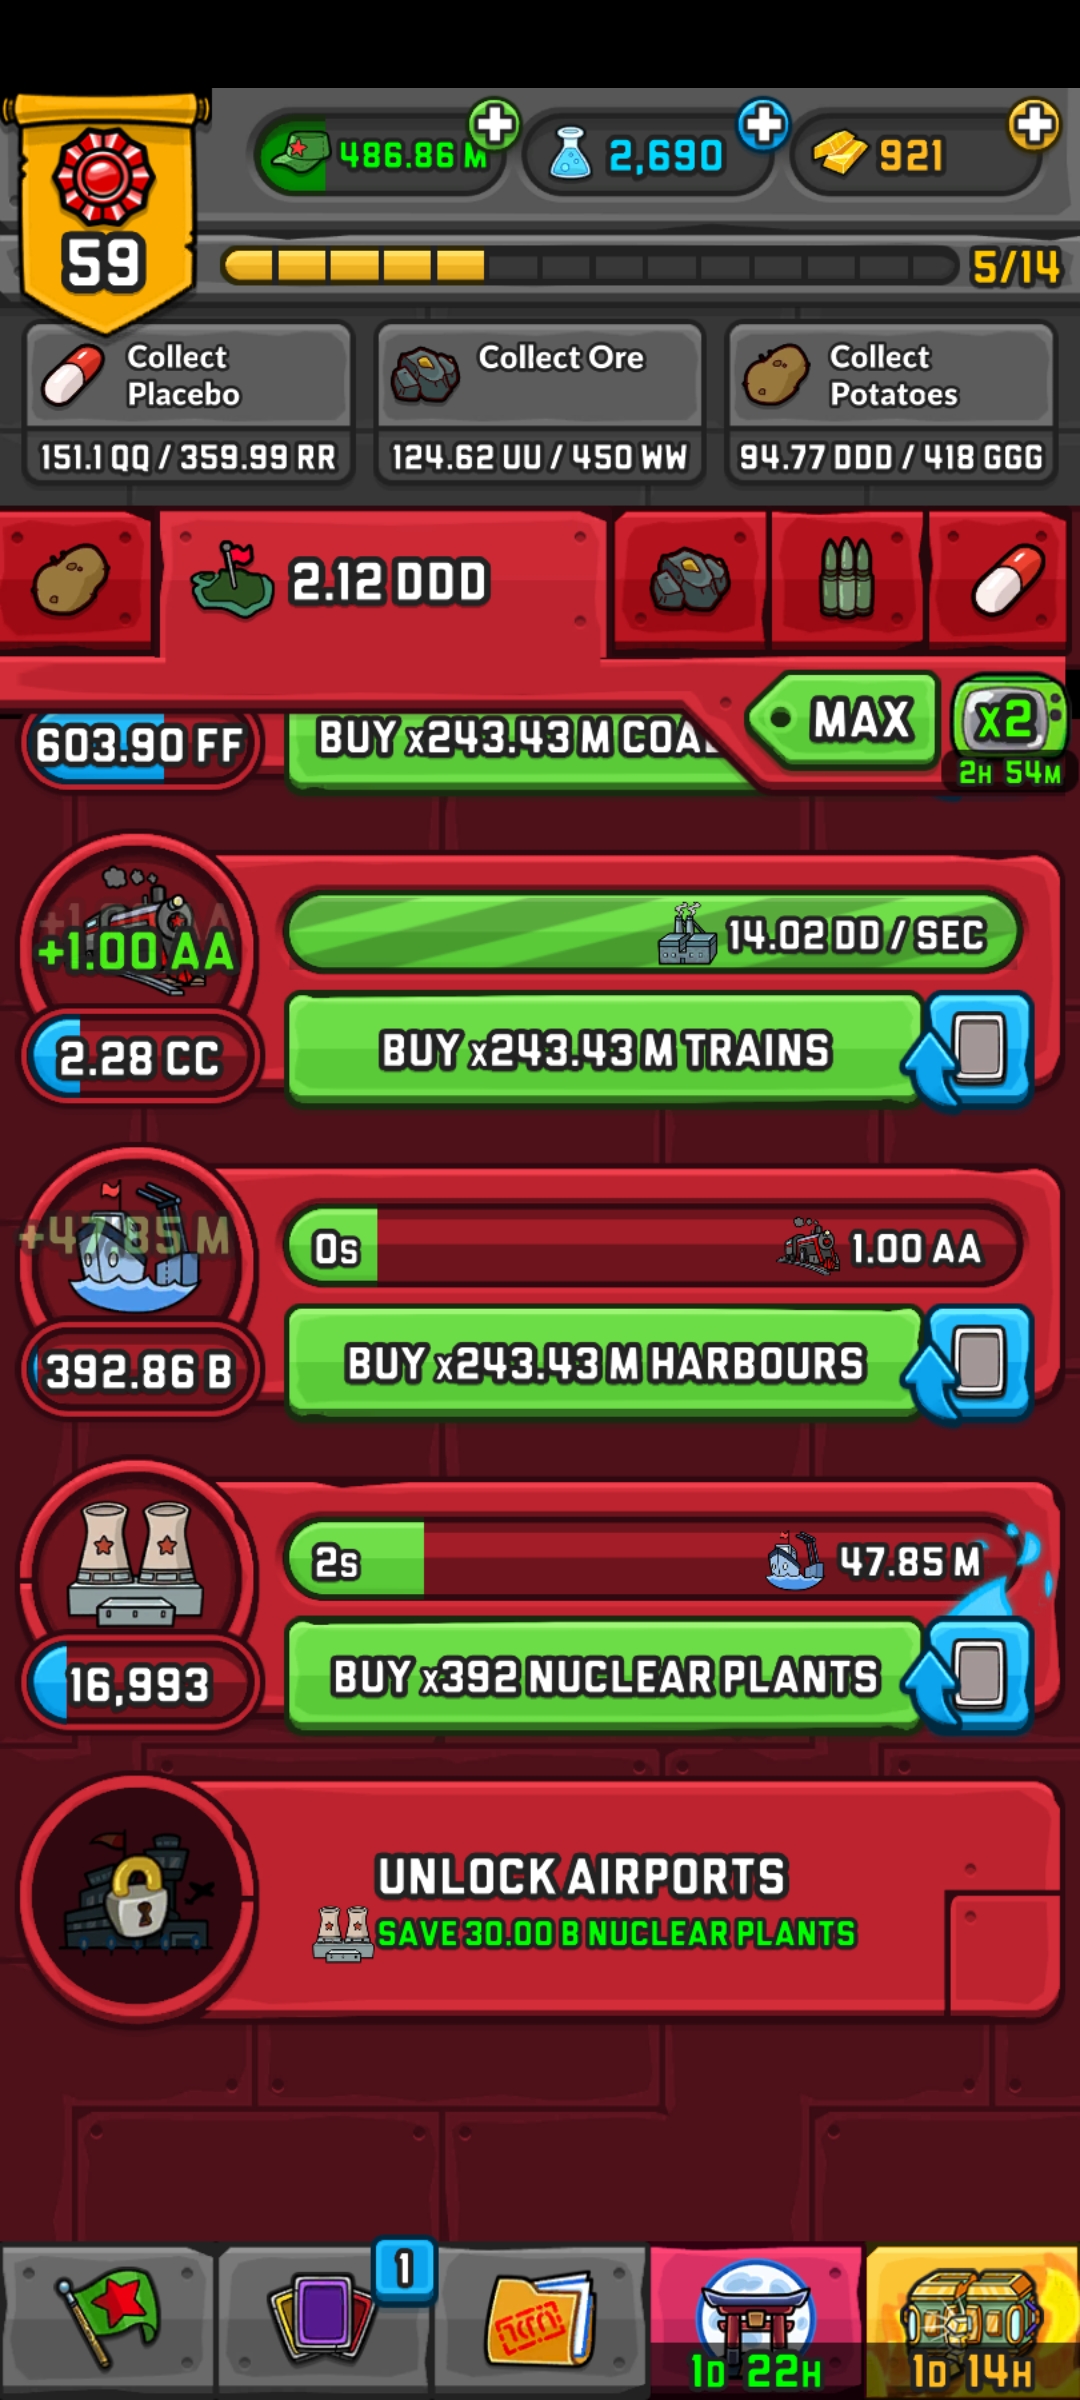 59
486.86 M
2,690
921
5/14
Collect
Placebo
151.1 QQ / 359.99 RR
Collect Ore
124.62 UU / 450 WW
Collect
Potatoes
94.77 DDD / 418 GGG
2.12 DDD
MAX
x2
2H 54M
603.90 FF
BUY x243.43 M COAL
+1.00 AA
14.02 DD / SEC
2.28 CC
BUY x243.43 M TRAINS
+47.85 M
0s
1.00 AA
392.86 B
BUY x243.43 M HARBOURS
2s
47.85 M
16,993
BUY x392 NUCLEAR PLANTS
UNLOCK AIRPORTS
SAVE 30.00 B NUCLEAR PLANTS
1
1D 22H
1D 14H